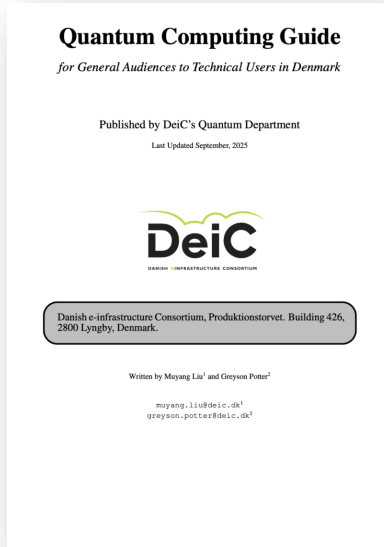 Quantum Computing Guide
for General Audiences to Technical Users in Denmark
Published by DeiC's Quantum Department
Last Updated September, 2025
DeiC
DANISH E-INFRASTRUCTURE CONSORTIUM
Danish e-infrastructure Consortium, Produktionstorvet. Building 426,
2800 Lyngby, Denmark.
Written by Muyang Liu¹ and Greyson Potter²
muyang.liu@deic.dk¹
greyson.potter@deic.dk²